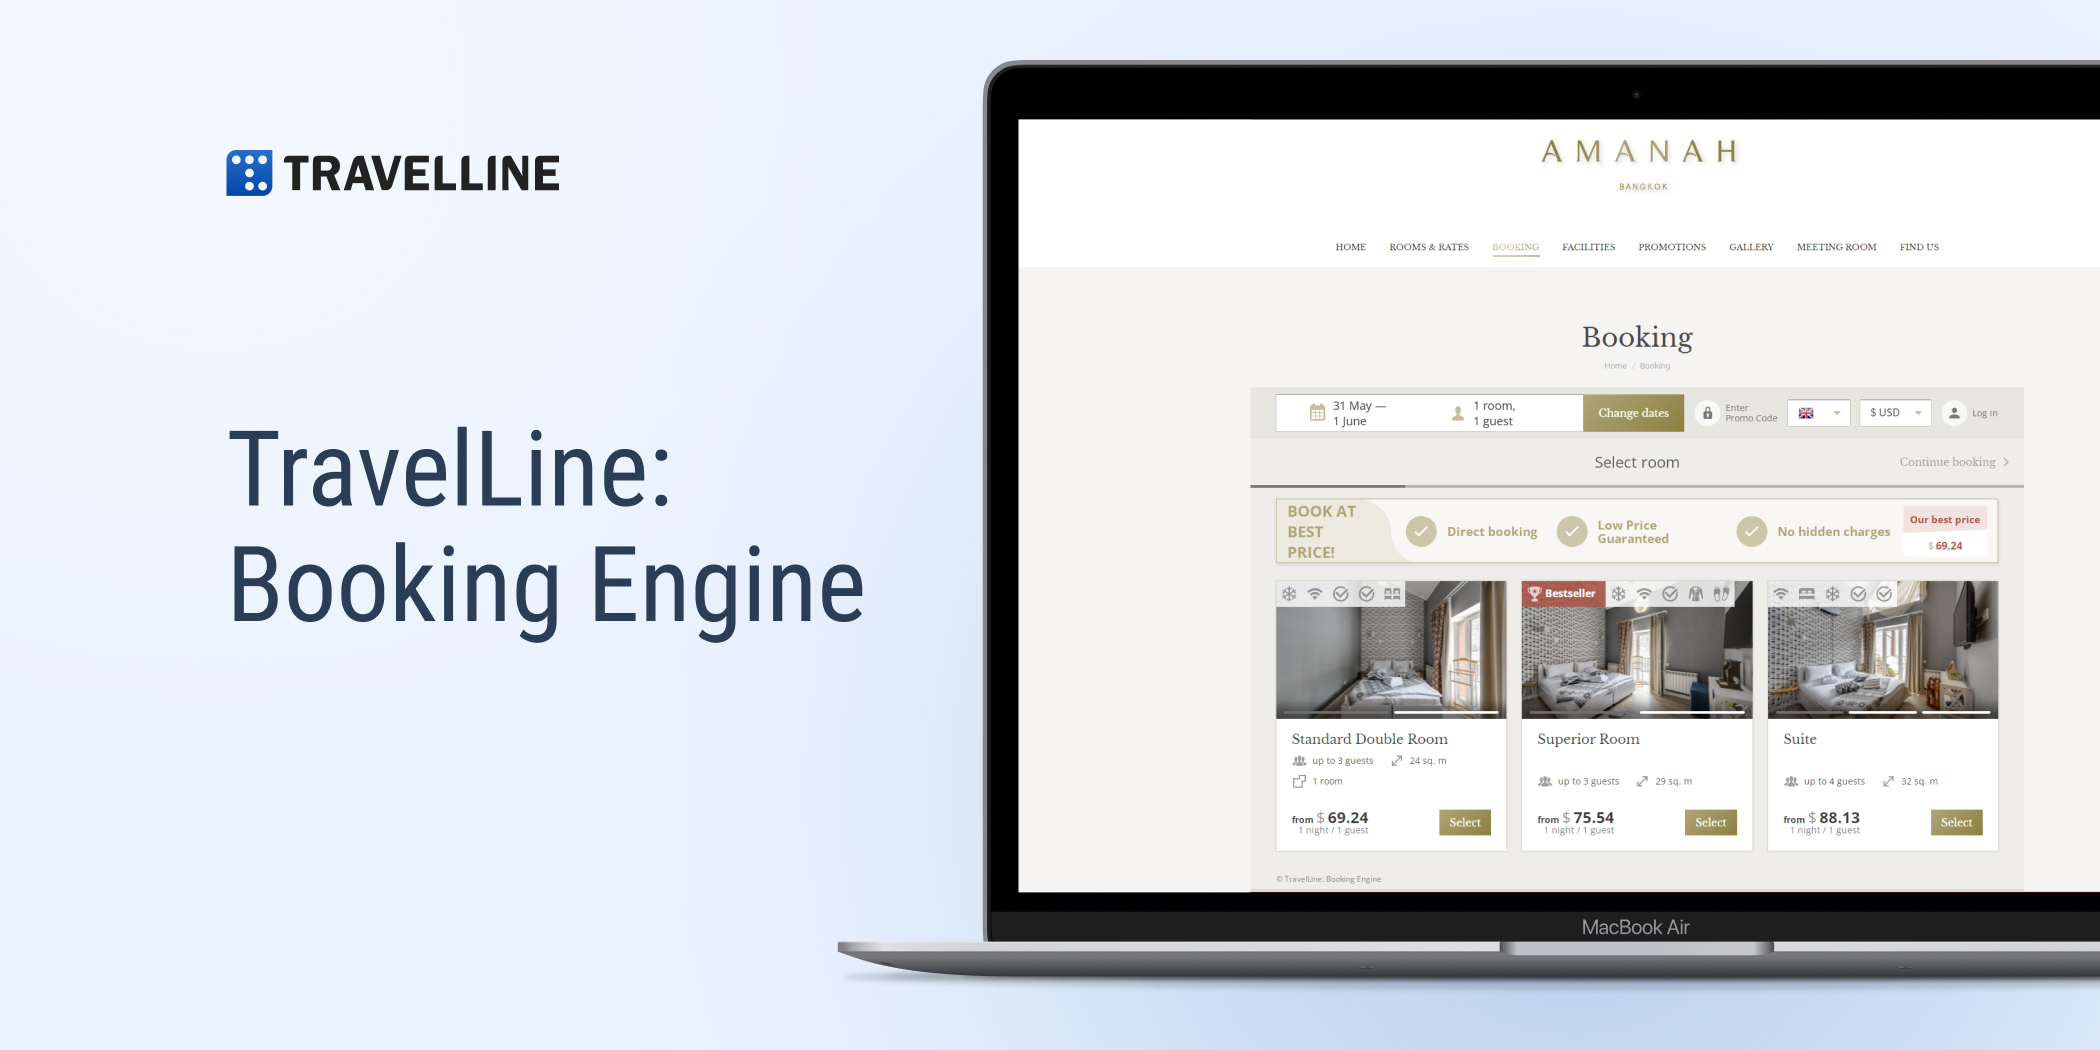 TRAVELLINE
TravelLine:
Booking Engine
AMANAH
BANGKOK
HOME ROOMS & RATES BOOKING FACILITIES PROMOTIONS GALLERY MEETING ROOM FIND US
Booking
Home / Booking
31 May —
1 June
1 room,
1 guest
Change dates
Enter
Promo Code
$ USD
Log in
Select room
Continue booking
BOOK AT
BEST
PRICE!
Direct booking
Low Price
Guaranteed
No hidden charges
Our best price
$ 69.24
Standard Double Room
up to 3 guests 24 sq. m
1 room
from $ 69.24
1 night / 1 guest
Select
Bestseller
Superior Room
up to 3 guests 29 sq. m
from $ 75.54
1 night / 1 guest
Select
Suite
up to 4 guests 32 sq. m
from $ 88.13
1 night / 1 guest
Select
© TravelLine: Booking Engine
MacBook Air